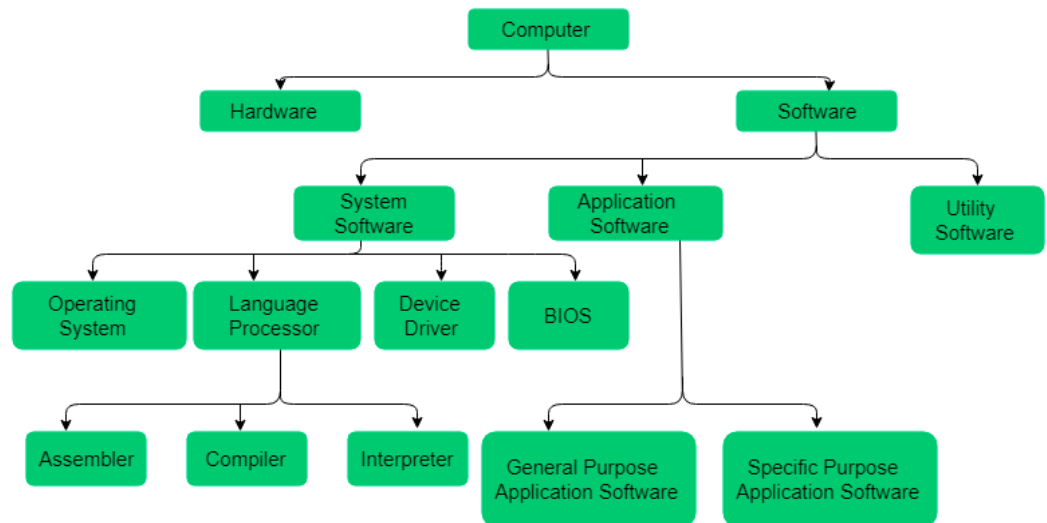 Computer
Hardware
Software
System
Software
Application
Software
Utility
Software
Operating
System
Language
Processor
Device
Driver
BIOS
Assembler
Compiler
Interpreter
General Purpose
Application Software
Specific Purpose
Application Software